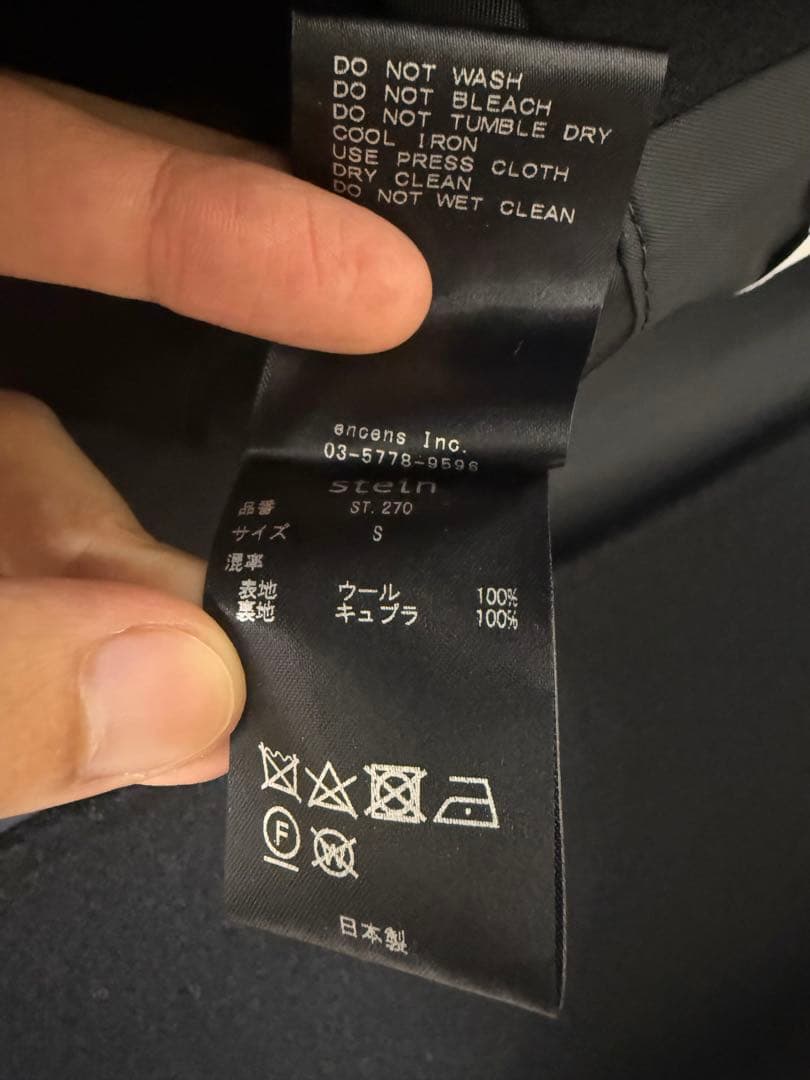 DO NOT WASH
DO NOT BLEACH
DO NOT TUMBLE DRY
COOL IRON
USE PRESS CLOTH
DRY CLEAN
DO NOT WET CLEAN
encens Inc.
03-5778-9596
stein
品番 ST.270
サイズ S
混率
表地 ウール 100%
裏地 キュプラ 100%
F W
日本製